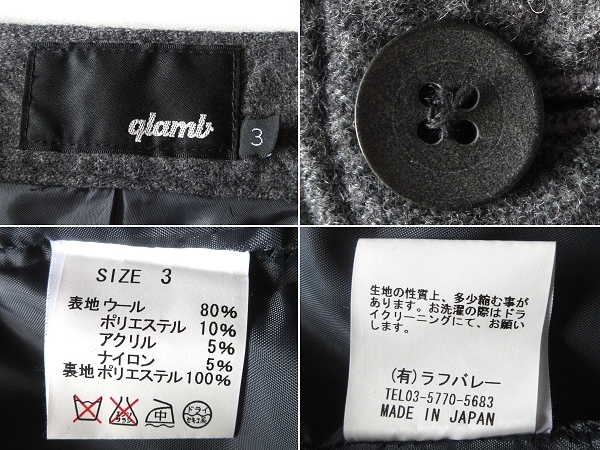 glamb
3
SIZE 3
表地 ウール 80%
ポリエステル 10%
アクリル 5%
ナイロン 5%
裏地 ポリエステル 100%
中
ドライ
生地の性質上、多少縮む事が
あります。お洗濯の際はドラ
イクリーニングにて、お願い
します。
(有)ラフバレー
TEL03-5770-5683
MADE IN JAPAN